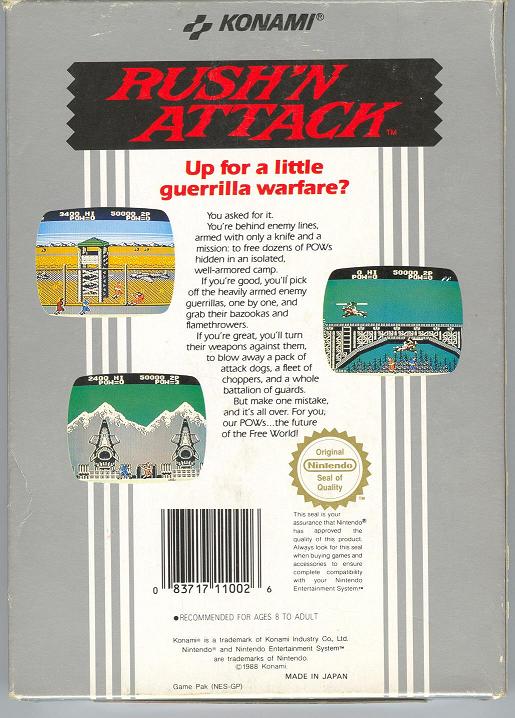 KONAMI®
RUSH'N
ATTACK™
Up for a little
guerrilla warfare?
You asked for it.
You're behind enemy lines,
armed with only a knife and a
mission: to free dozens of POWs
hidden in an isolated,
well-armored camp.
If you're good, you'll pick
off the heavily armed enemy
guerrillas, one by one, and
grab their bazookas and
flamethrowers.
If you're great, you'll turn
their weapons against them,
to blow away a pack of
attack dogs, a fleet of
choppers, and a whole
battalion of guards.
But make one mistake,
and it's all over. For you,
our POWs...the future
of the Free World!
3400 HI 50000 2P
POW=0
0 HI 50000 2P
POW=0
2400 HI 50000 2P
Original
Nintendo
Seal of
Quality
TM
This seal is your
assurance that Nintendo®
has approved the
quality of this product.
Always look for this seal
when buying games and
accessories to ensure
complete compatibility
with your Nintendo
Entertainment System™
0 83717 11002 6
●RECOMMENDED FOR AGES 8 TO ADULT
Konami® is a trademark of Konami Industry Co., Ltd.
Nintendo® and Nintendo Entertainment System™
are trademarks of Nintendo.
©1988 Konami
MADE IN JAPAN
Game Pak (NES-GP)